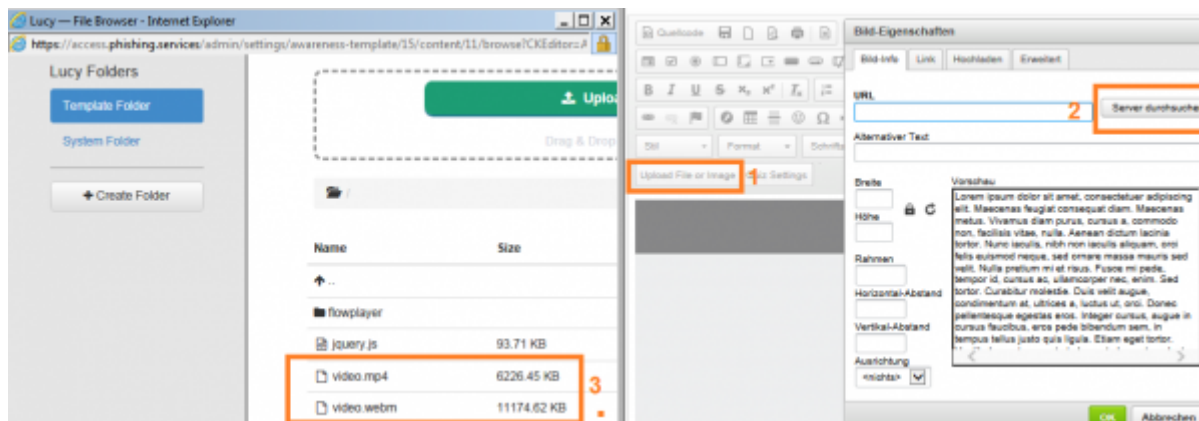 Lucy — File Browser - Internet Explorer
https://access.phishing.services/admin/settings/awareness-template/15/content/11/browse?CKEditor=
Lucy Folders
Template Folder
System Folder
+ Create Folder
Uplo
Drag & Drop
/
Name Size
..
flowplayer
jquery.js 93.71 KB
video.mp4 6226.45 KB
video.webm 11174.62 KB
3
Quellcode
B I U S x₂ x² Tx
Stil Format Schrifta
Upload File or Image 1 Quiz Settings
Bild-Eigenschaften
Bild-Info Link Hochladen Erweitert
URL
2 Server durchsuche
Alternativer Text
Breite
Höhe
Rahmen
Horizontal-Abstand
Vertikal-Abstand
Ausrichtung
<nichts>
Vorschau
Lorem ipsum dolor sit amet, consectetuer adipiscing
elit. Maecenas feugiat consequat diam. Maecenas
metus. Vivamus diam purus, cursus a, commodo
non, facilisis vitae, nulla. Aenean dictum lacinia
tortor. Nunc iaculis, nibh non iaculis aliquam, orci
felis euismod neque, sed ornare massa mauris sed
velit. Nulla pretium mi et risus. Fusce mi pede,
tempor id, cursus ac, ullamcorper nec, enim. Sed
tortor. Curabitur molestie. Duis velit augue,
condimentum at, ultrices a, luctus ut, orci. Donec
pellentesque egestas eros. Integer cursus, augue in
cursus faucibus, eros pede bibendum sem, in
tempus tellus justo quis ligula. Etiam eget tortor.
OK Abbrechen